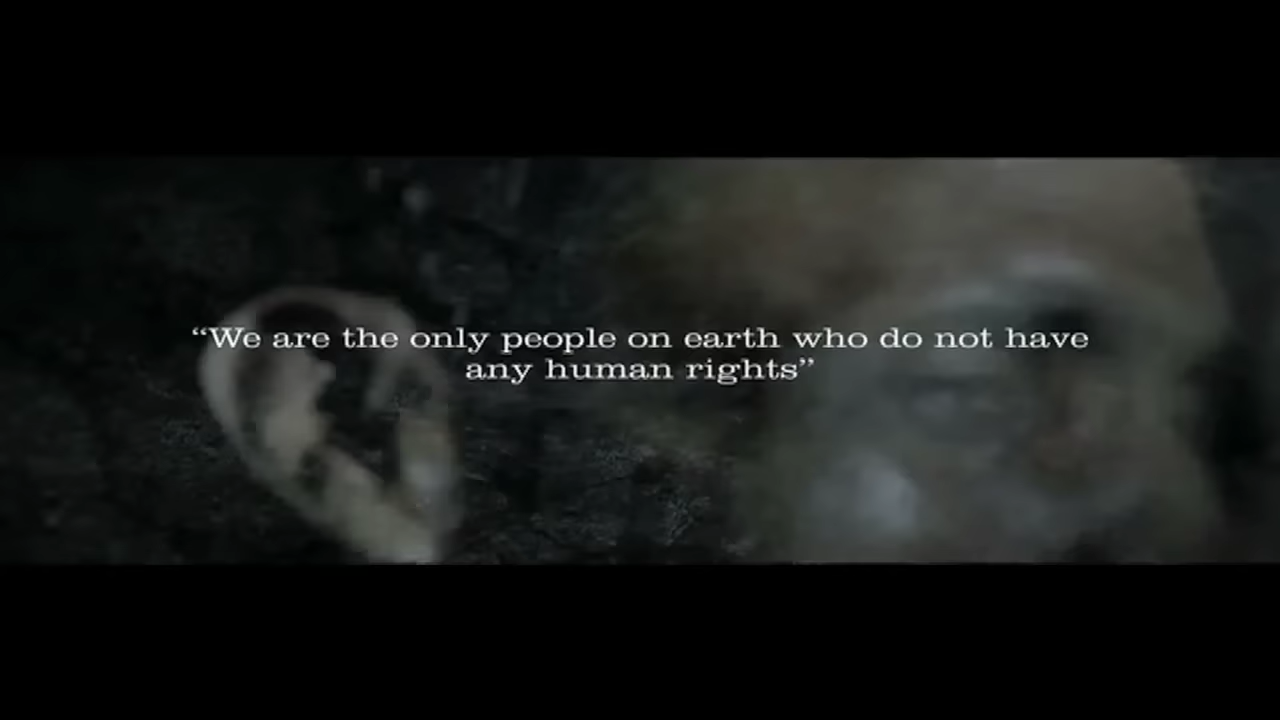 “We are the only people on earth who do not have
any human rights”